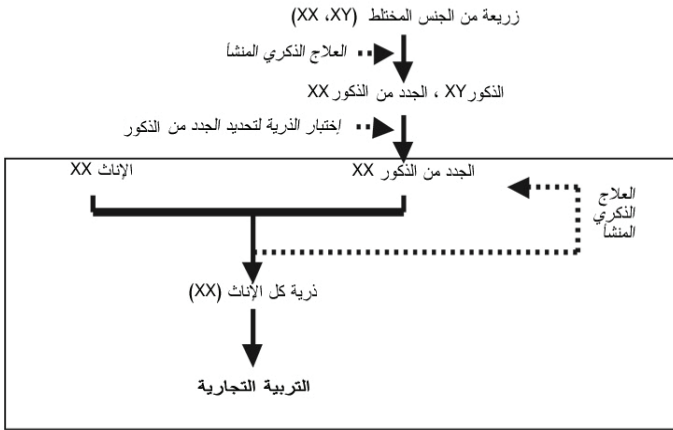 زريعة من الجنس المختلط (XX ،XY)
العلاج الذكري المنشأ
الذكور XY ، الجدد من الذكور XX
إختبار الذرية لتحديد الجدد من الذكور
الجدد من الذكور XX
الإناث XX
العلاج
الذكري
المنشأ
ذرية كل الإناث (XX)
التربية التجارية